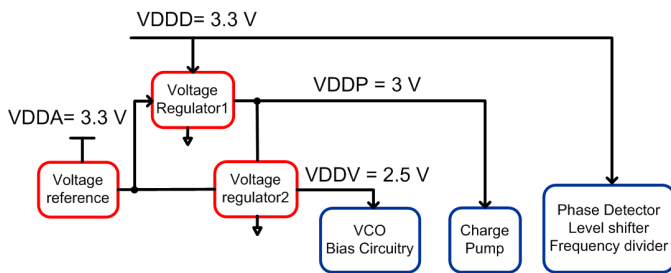 VDDD= 3.3 V
Voltage
Regulator1
VDDP = 3 V
VDDA= 3.3 V
Voltage
reference
Voltage
regulator2
VDDV = 2.5 V
VCO
Bias Circuitry
Charge
Pump
Phase Detector
Level shifter
Frequency divider